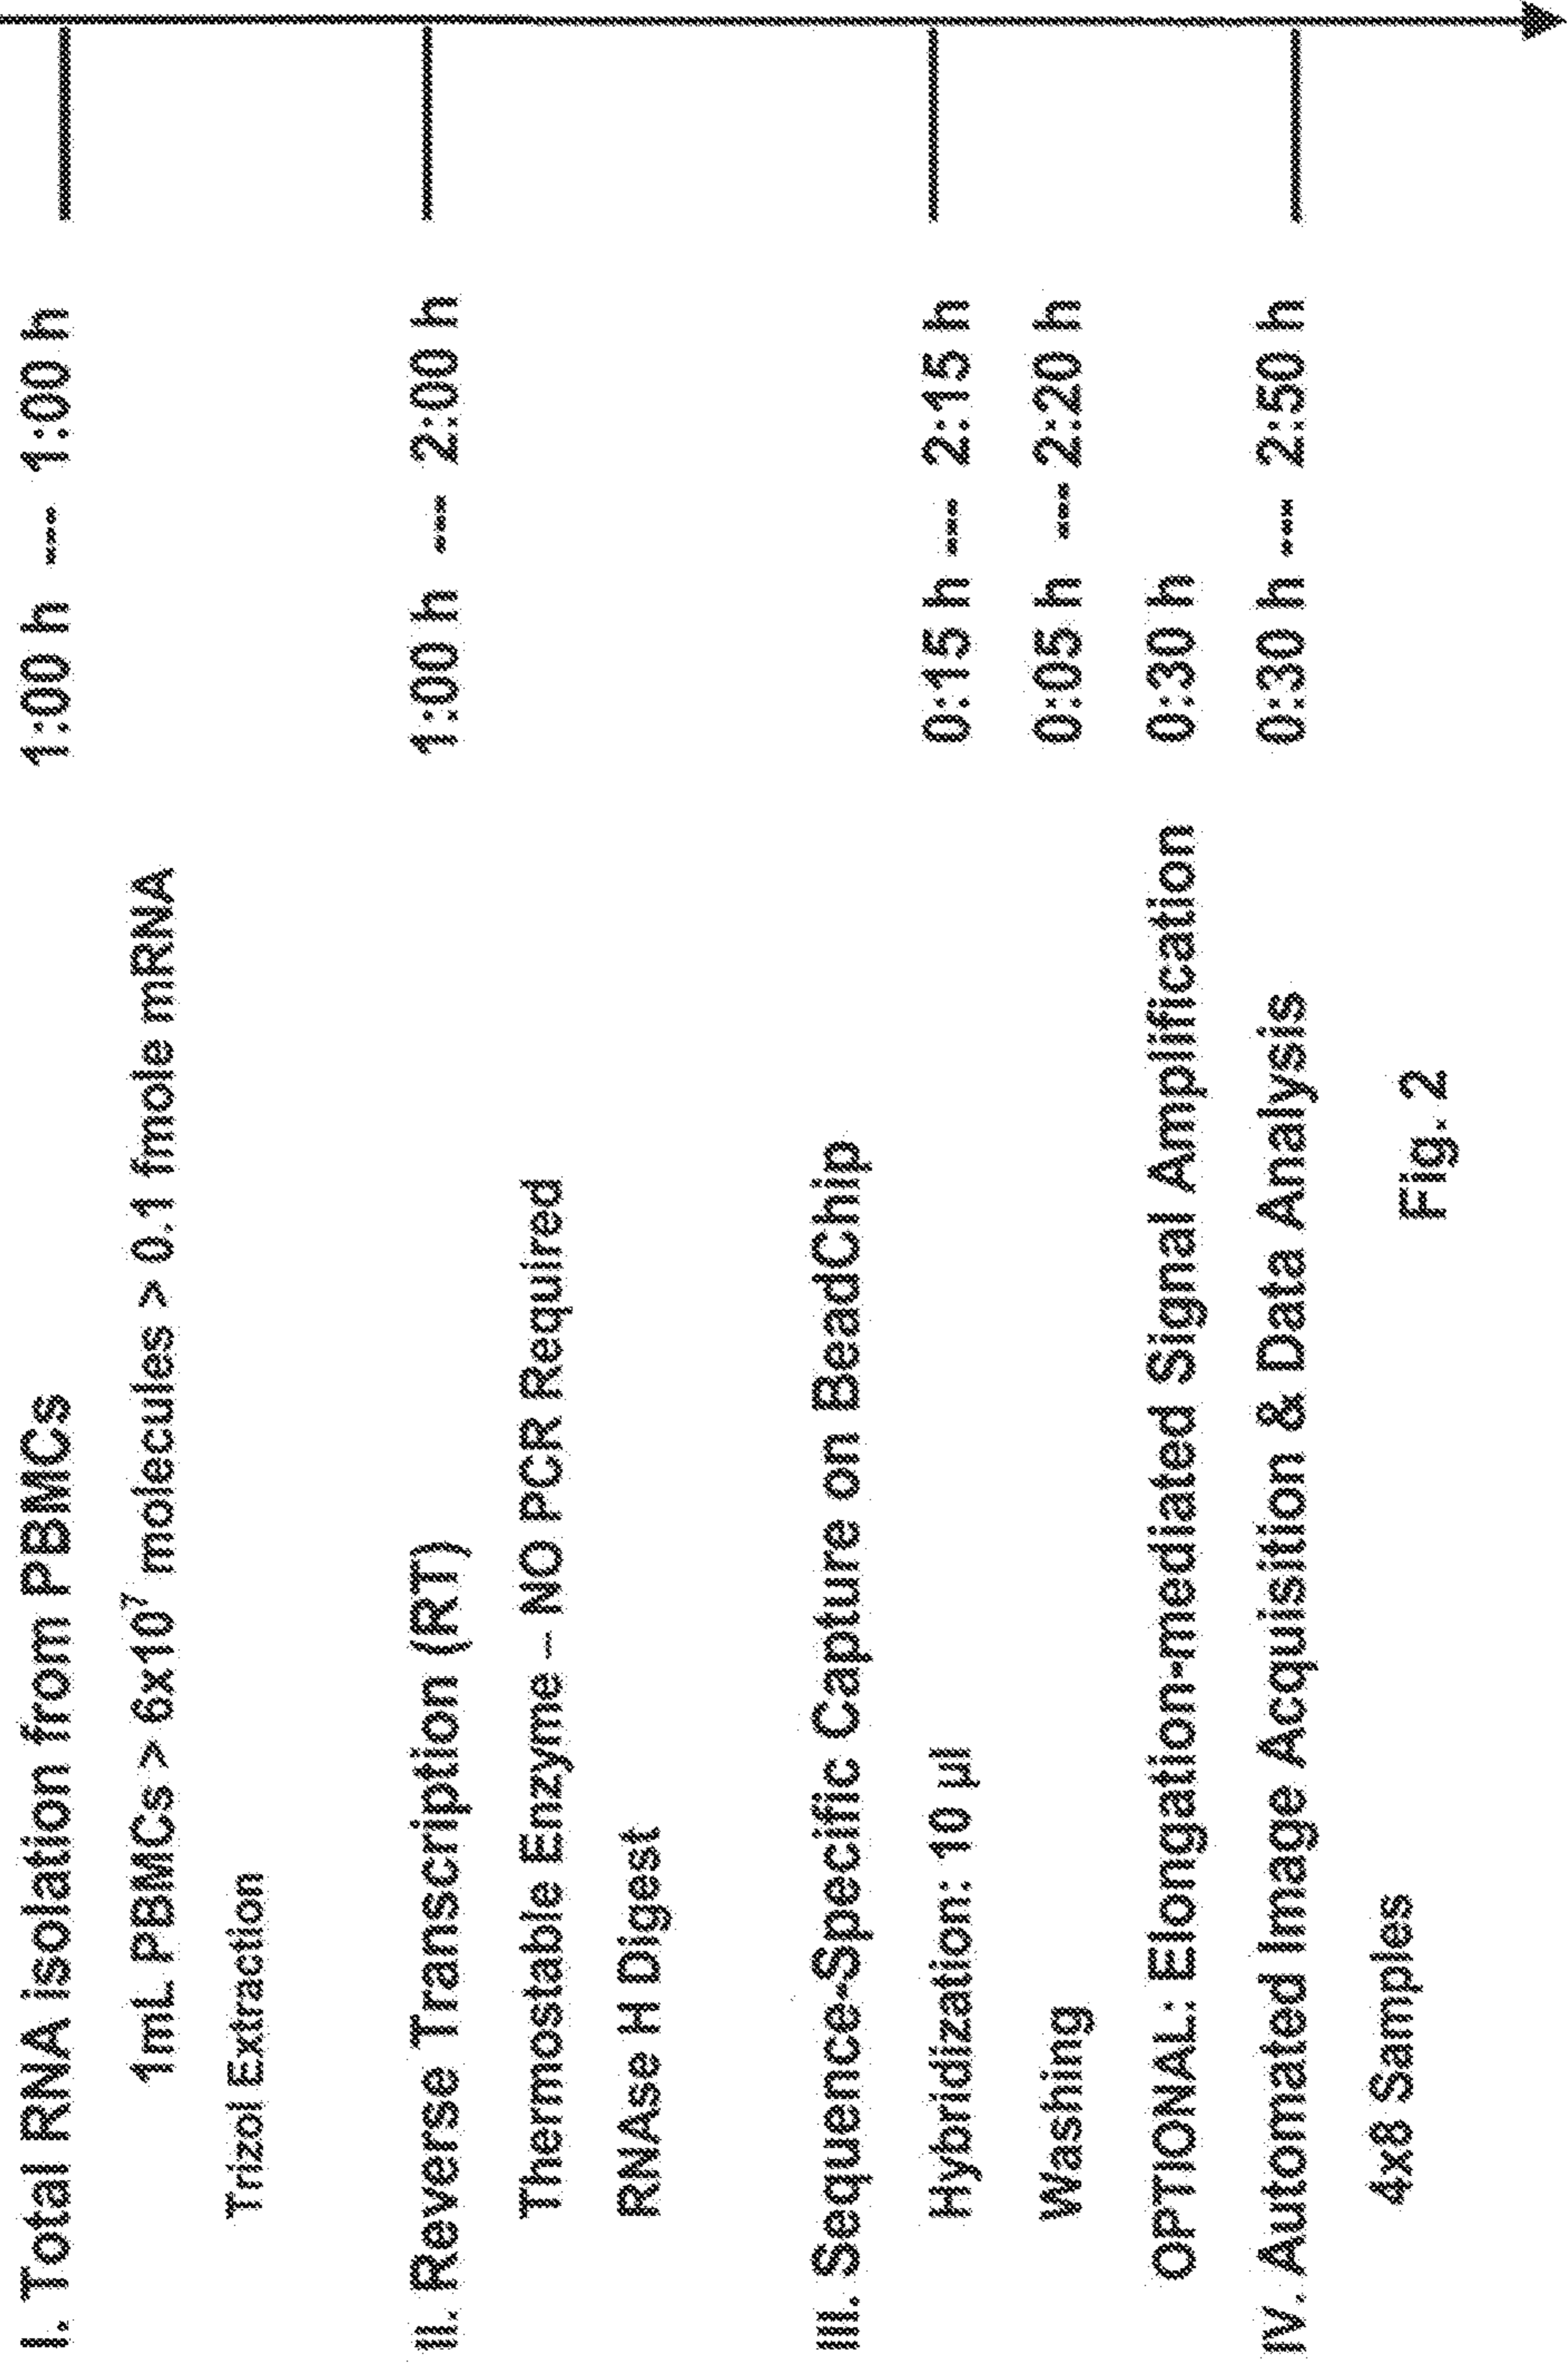 I. Total RNA isolation from PBMCs 1:00 h --- 1:00 h
1mL PBMCs > 6x10⁷ molecules > 0.1 fmole mRNA
Trizol Extraction
II. Reverse Transcription (RT) 1:00 h --- 2:00 h
Thermostable Enzyme – NO PCR Required
RNAse H Digest
III. Sequence-Specific Capture on BeadChip
Hybridization: 10 µl 0:15 h --- 2:15 h
Washing 0:05 h --- 2:20 h
OPTIONAL: Elongation-mediated Signal Amplification 0:30 h
IV. Automated Image Acquisition & Data Analysis 0:30 h --- 2:50 h
4x8 Samples
Fig. 2